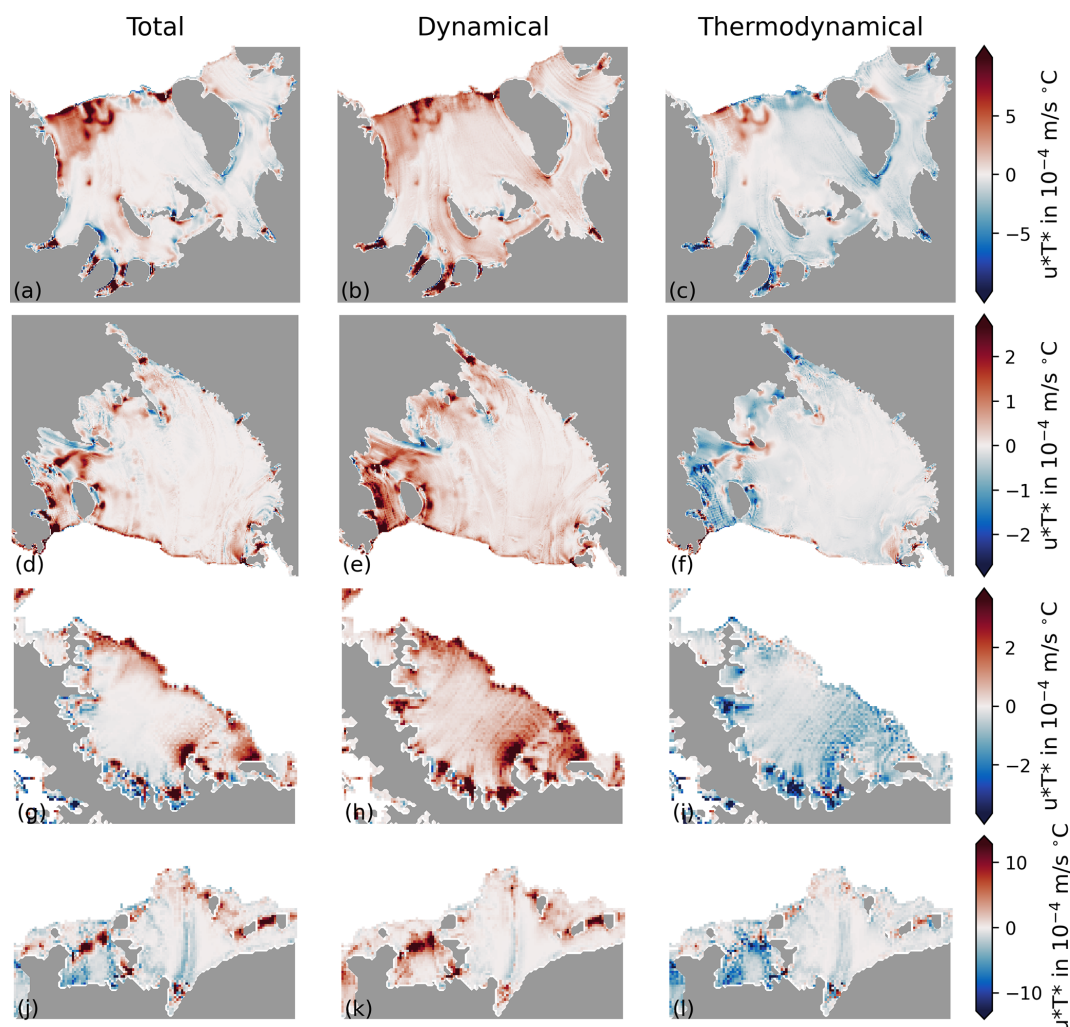 Total Dynamical Thermodynamical
(a) (b) (c)
5
0
−5
u*T* in 10⁻⁴ m/s °C
(d) (e) (f)
2
1
0
−1
−2
u*T* in 10⁻⁴ m/s °C
(g) (h) (i)
2
0
−2
u*T* in 10⁻⁴ m/s °C
(j) (k) (l)
10
0
−10
u*T* in 10⁻⁴ m/s °C